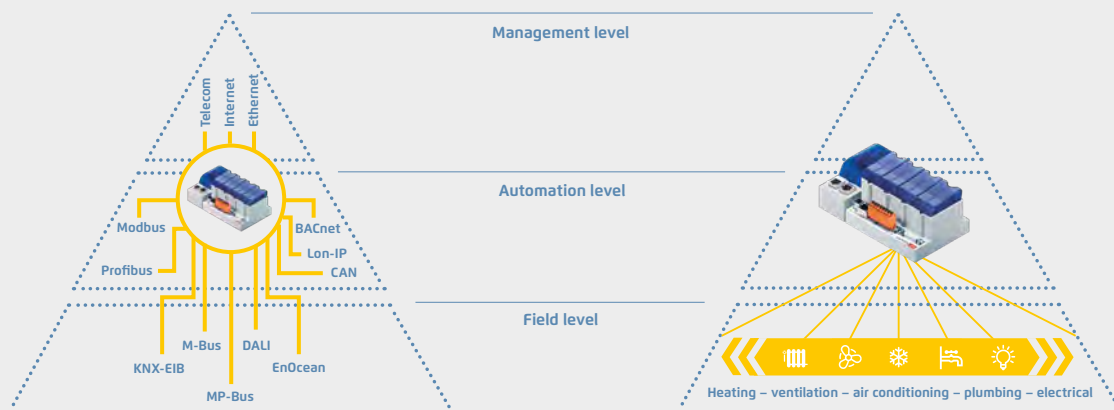 Management level
Telecom
Internet
Ethernet
Automation level
Modbus
BACnet
Lon-IP
Profibus
CAN
Field level
M-Bus
DALI
KNX-EIB
EnOcean
MP-Bus
Heating – ventilation – air conditioning – plumbing – electrical